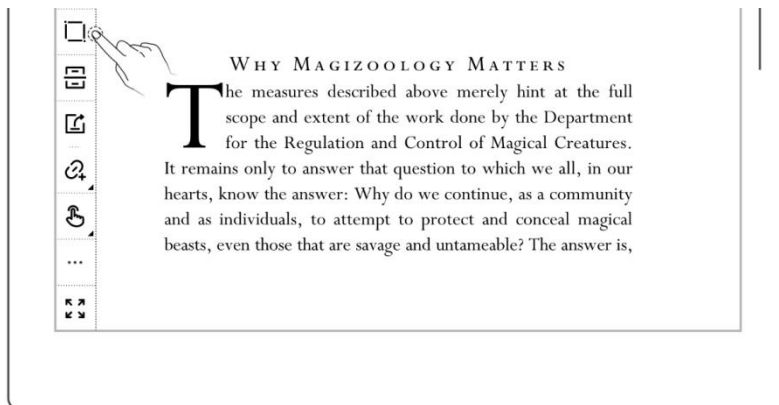 WHY MAGIZOOLOGY MATTERS
The measures described above merely hint at the full
scope and extent of the work done by the Department
for the Regulation and Control of Magical Creatures.
It remains only to answer that question to which we all, in our
hearts, know the answer: Why do we continue, as a community
and as individuals, to attempt to protect and conceal magical
beasts, even those that are savage and untameable? The answer is,